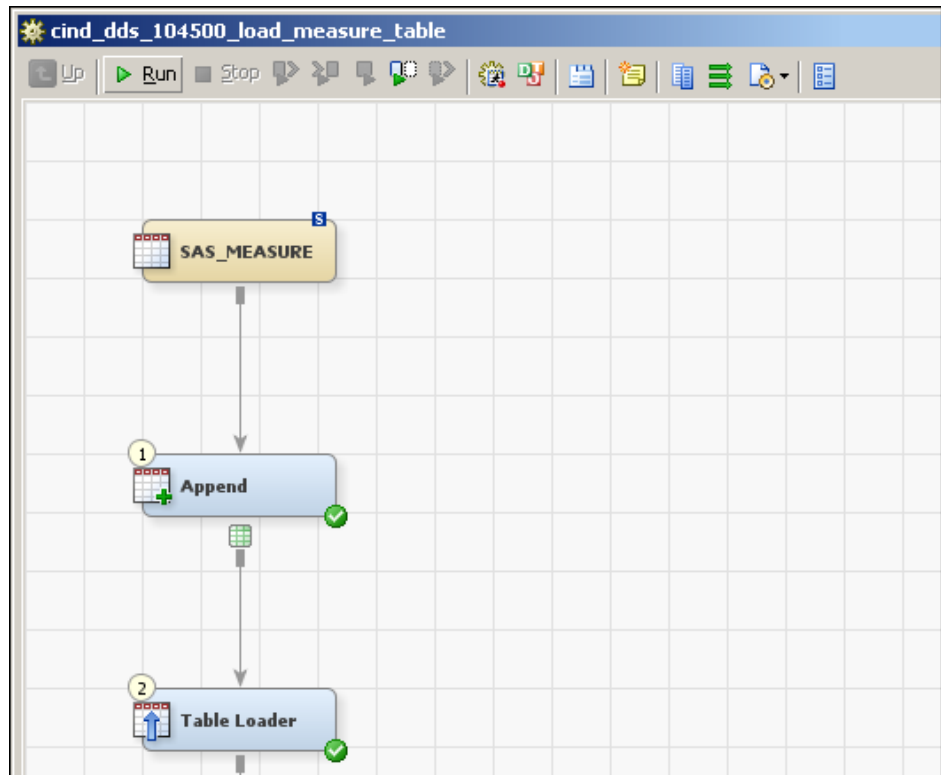 cind_dds_104500_load_measure_table
Up Run Stop
S
SAS_MEASURE
1
Append
2
Table Loader